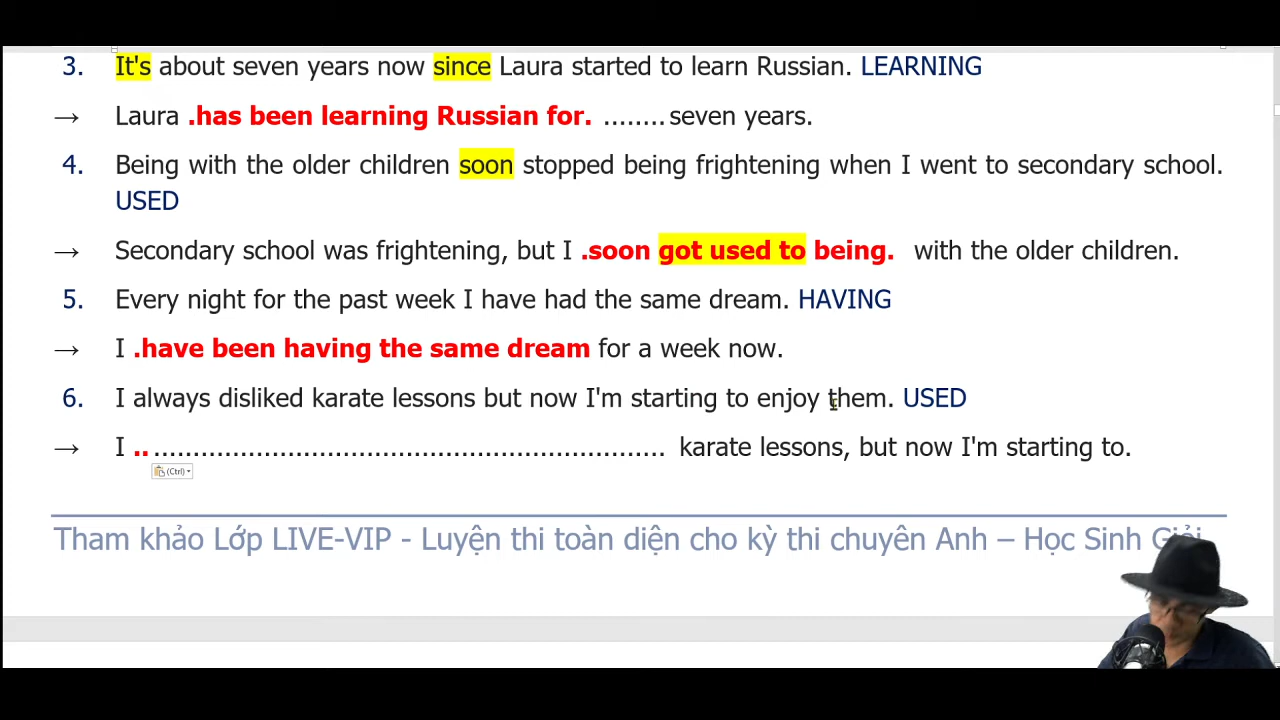 3. It's about seven years now since Laura started to learn Russian. LEARNING
→ Laura .has been learning Russian for. ........seven years.
4. Being with the older children soon stopped being frightening when I went to secondary school.
USED
→ Secondary school was frightening, but I .soon got used to being. with the older children.
5. Every night for the past week I have had the same dream. HAVING
→ I .have been having the same dream for a week now.
6. I always disliked karate lessons but now I'm starting to enjoy them. USED
→ I .................................................................. karate lessons, but now I'm starting to.
(Ctrl)
Tham khảo Lớp LIVE-VIP - Luyện thi toàn diện cho kỳ thi chuyên Anh – Học Sinh Giỏi